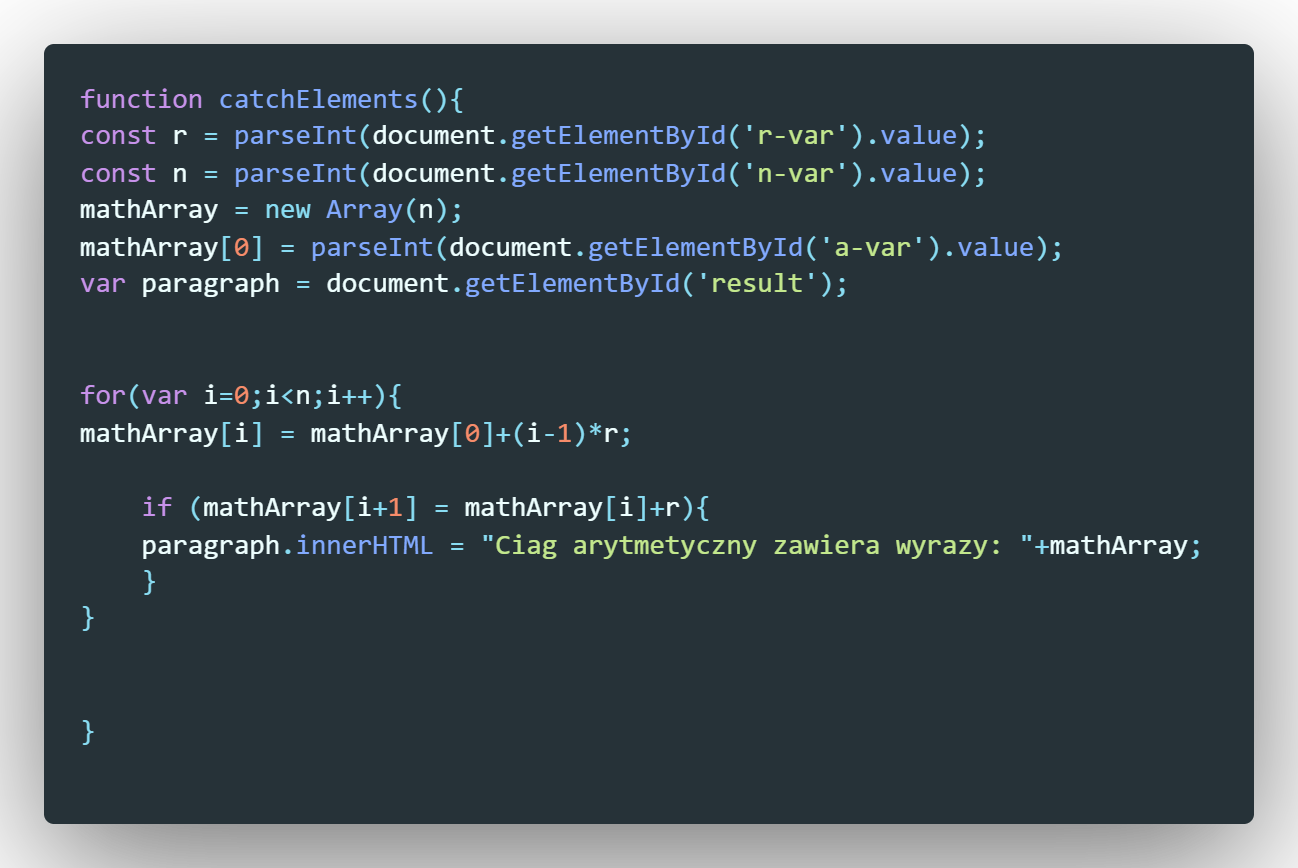 function catchElements(){
const r = parseInt(document.getElementById('r-var').value);
const n = parseInt(document.getElementById('n-var').value);
mathArray = new Array(n);
mathArray[0] = parseInt(document.getElementById('a-var').value);
var paragraph = document.getElementById('result');
for(var i=0;i<n;i++){
mathArray[i] = mathArray[0]+(i-1)*r;
if (mathArray[i+1] = mathArray[i]+r){
paragraph.innerHTML = "Ciag arytmetyczny zawiera wyrazy: "+mathArray;
}
}
}